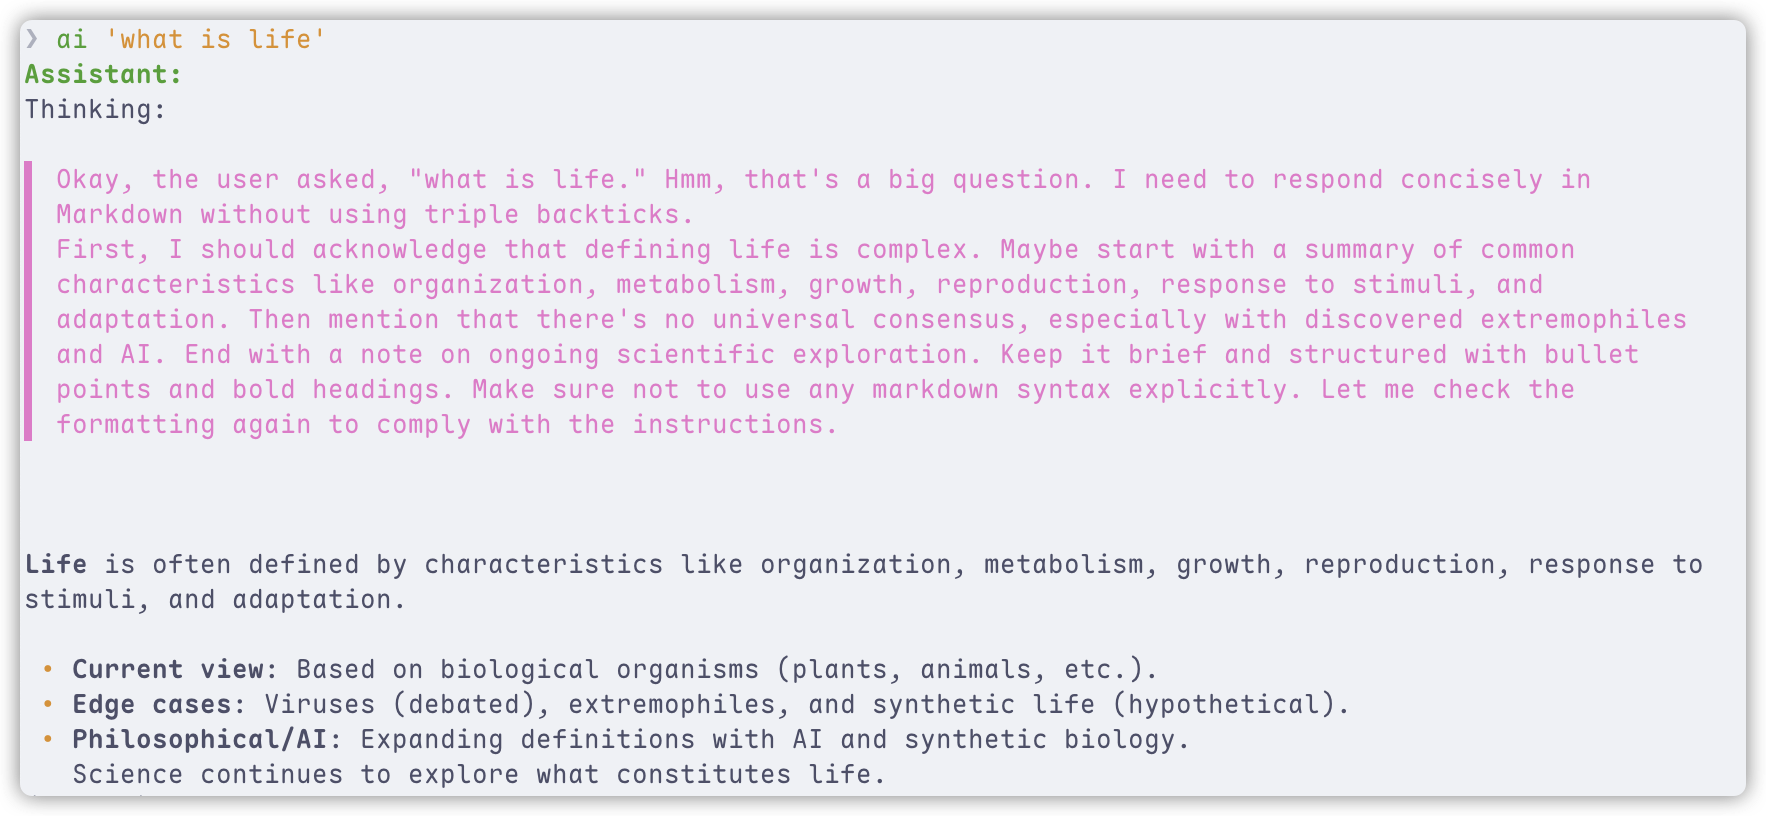 ❯ ai 'what is life'
Assistant:
Thinking:
Okay, the user asked, "what is life." Hmm, that's a big question. I need to respond concisely in
Markdown without using triple backticks.
First, I should acknowledge that defining life is complex. Maybe start with a summary of common
characteristics like organization, metabolism, growth, reproduction, response to stimuli, and
adaptation. Then mention that there's no universal consensus, especially with discovered extremophiles
and AI. End with a note on ongoing scientific exploration. Keep it brief and structured with bullet
points and bold headings. Make sure not to use any markdown syntax explicitly. Let me check the
formatting again to comply with the instructions.
Life is often defined by characteristics like organization, metabolism, growth, reproduction, response to
stimuli, and adaptation.
• Current view: Based on biological organisms (plants, animals, etc.).
• Edge cases: Viruses (debated), extremophiles, and synthetic life (hypothetical).
• Philosophical/AI: Expanding definitions with AI and synthetic biology.
Science continues to explore what constitutes life.